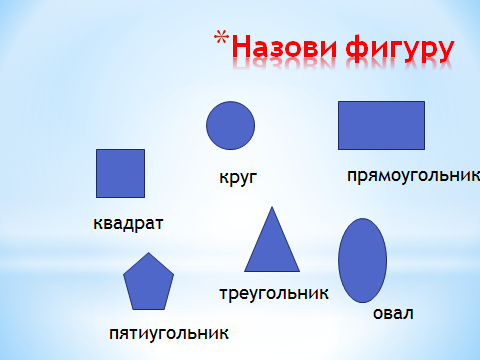 * Назови фигуру
круг
прямоугольник
квадрат
треугольник
овал
пятиугольник